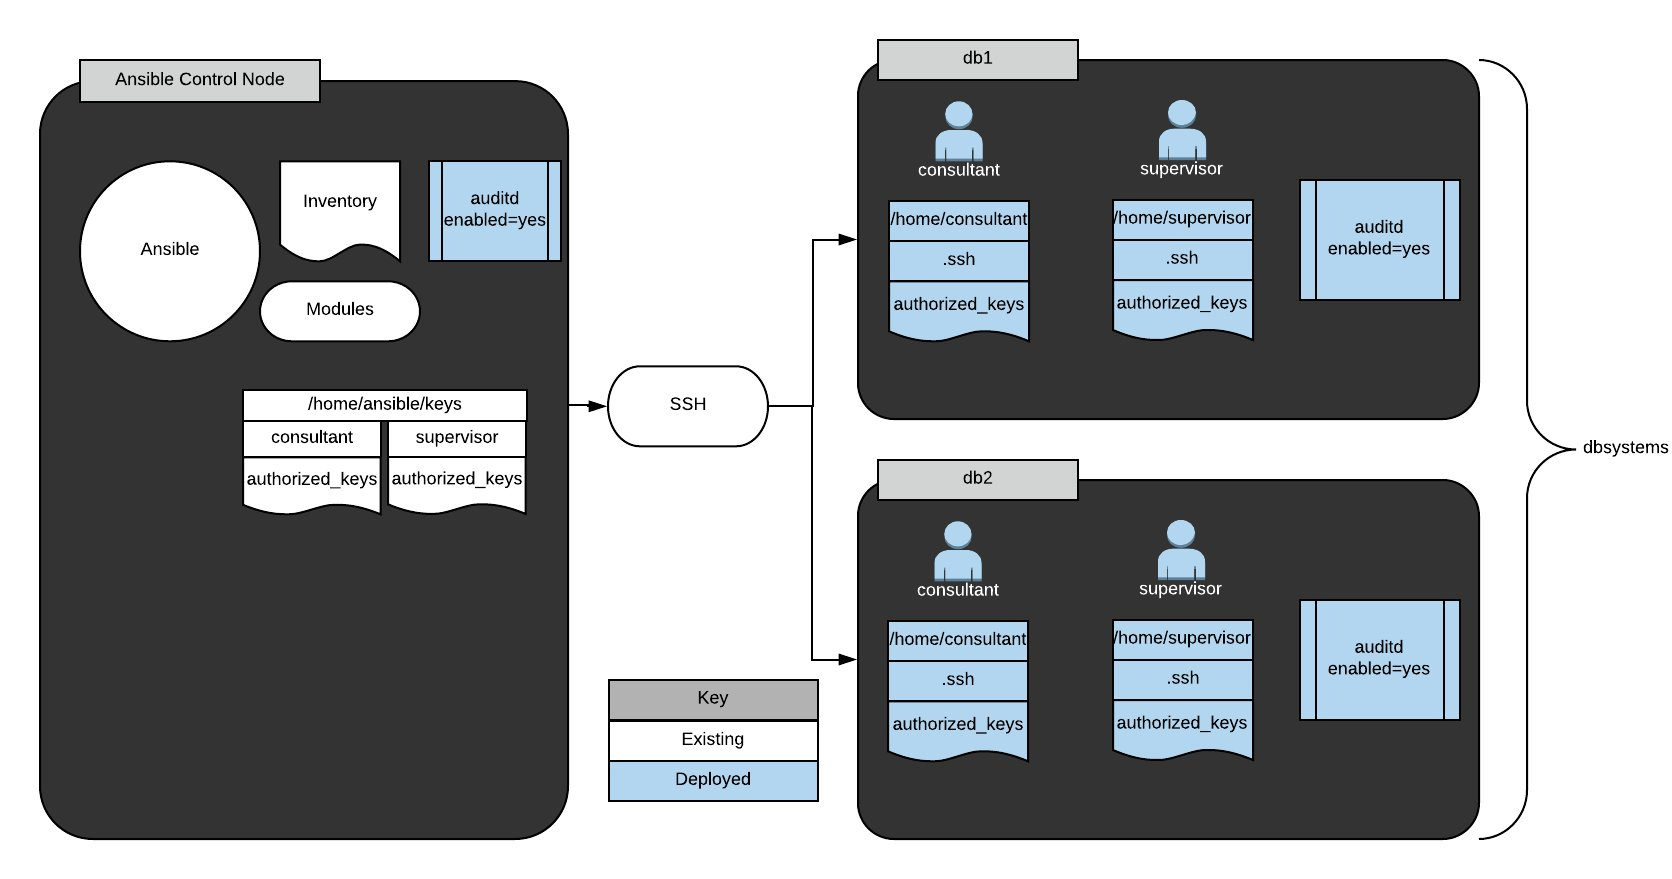 Ansible Control Node
Ansible
Inventory
auditd
enabled=yes
Modules
/home/ansible/keys
consultant
supervisor
authorized_keys
authorized_keys
SSH
Key
Existing
Deployed
db1
consultant
supervisor
/home/consultant
.ssh
authorized_keys
/home/supervisor
.ssh
authorized_keys
auditd
enabled=yes
db2
consultant
supervisor
/home/consultant
.ssh
authorized_keys
/home/supervisor
.ssh
authorized_keys
auditd
enabled=yes
dbsystems